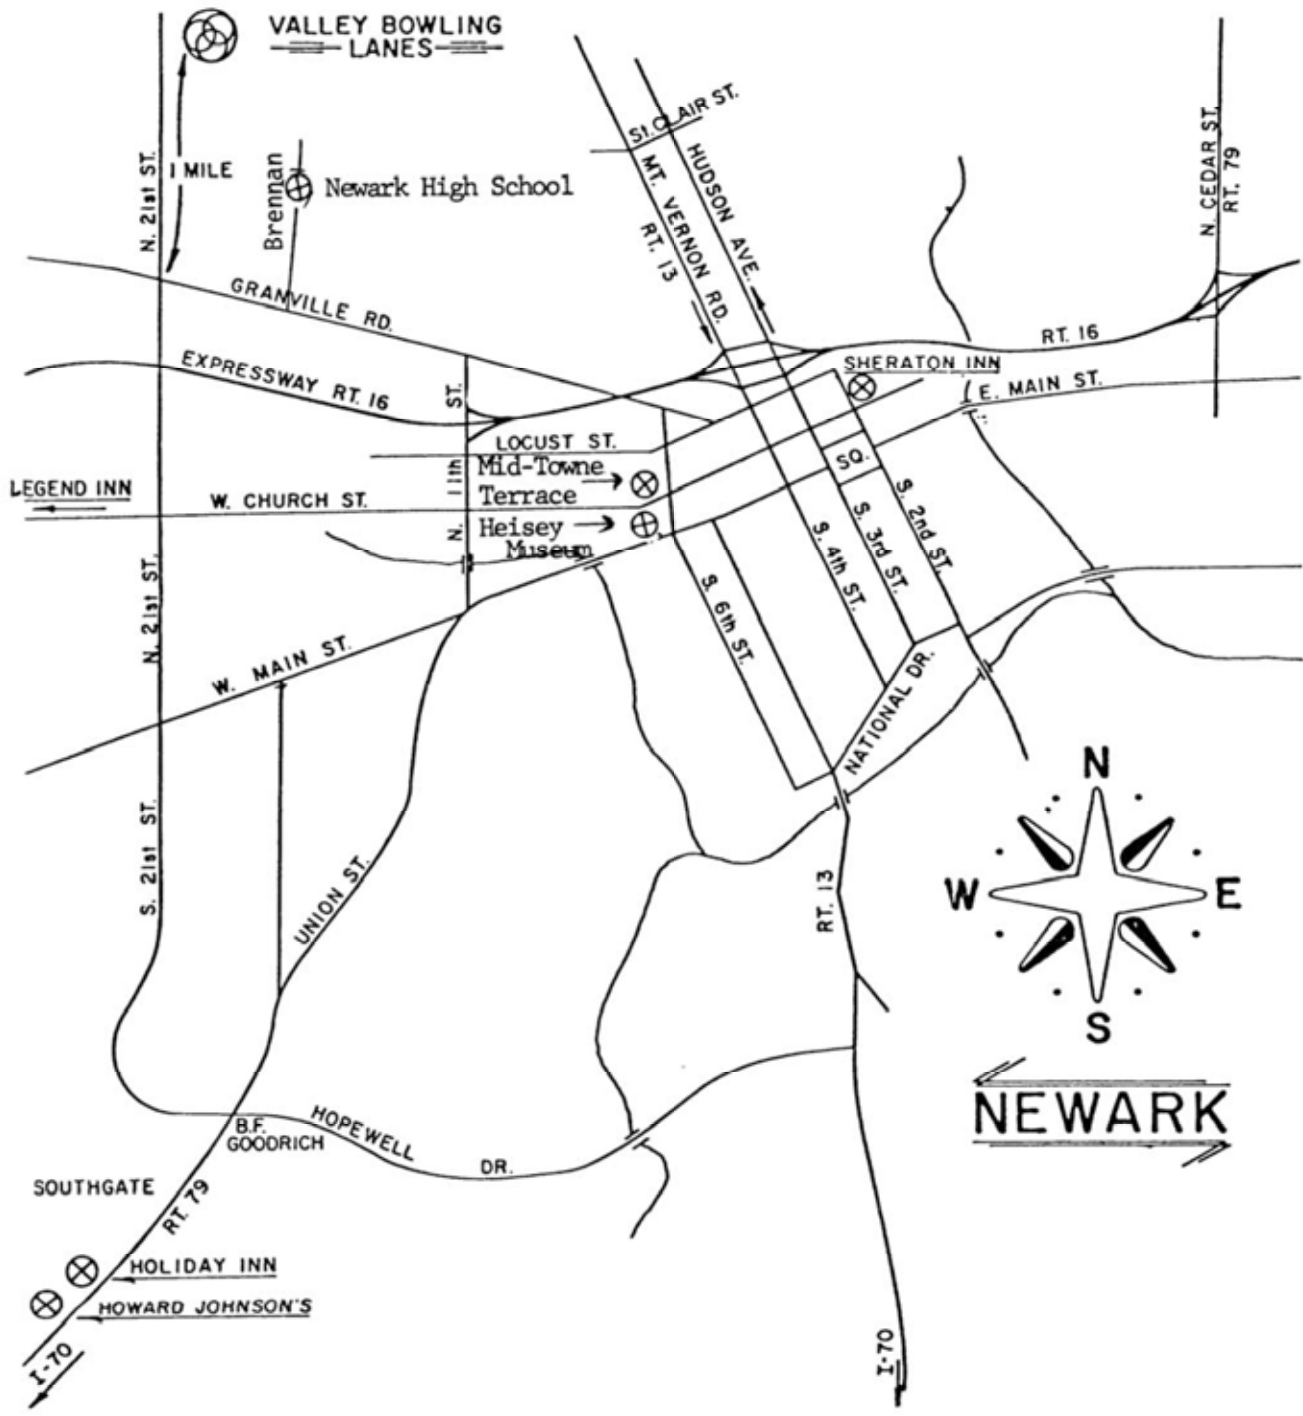 VALLEY BOWLING
LANES
N. 21st ST.
1 MILE
Brennan
Newark High School
St. CLAIR ST.
HUDSON AVE.
MT. VERNON RD.
RT. 13
N. CEDAR ST.
RT. 79
GRANVILLE RD.
EXPRESSWAY RT. 16
RT. 16
SHERATON INN
E. MAIN ST.
N. 11th ST.
LOCUST ST.
SQ.
Mid-Towne
Terrace
LEGEND INN
W. CHURCH ST.
Heisey
Museum
S. 2nd ST.
S. 3rd ST.
S. 4th ST.
S. 6th ST.
N. 21st ST.
W. MAIN ST.
NATIONAL DR.
S. 21st ST.
UNION ST.
RT. 13
N
W
E
S
NEWARK
B.F.
GOODRICH
HOPEWELL DR.
SOUTHGATE
RT. 79
HOLIDAY INN
HOWARD JOHNSON'S
I-70
I-70